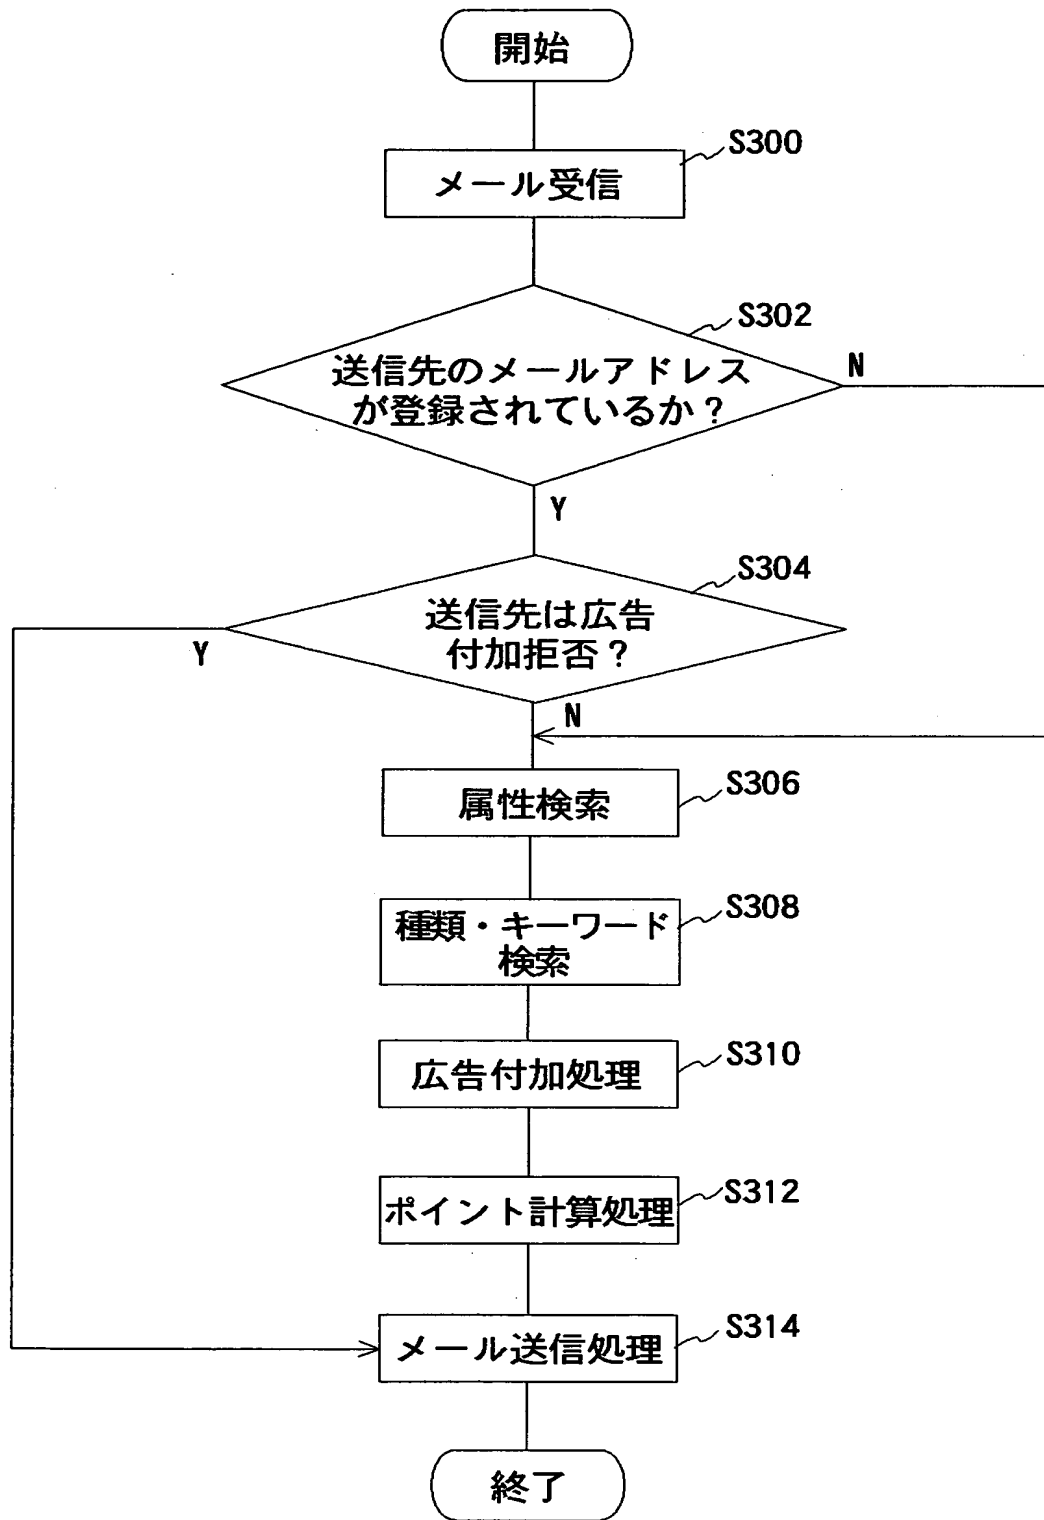 開始
S300
メール受信
S302
送信先のメールアドレス
が登録されているか？
N
Y
S304
送信先は広告
付加拒否？
Y
N
S306
属性検索
S308
種類・キーワード
検索
S310
広告付加処理
S312
ポイント計算処理
S314
メール送信処理
終了